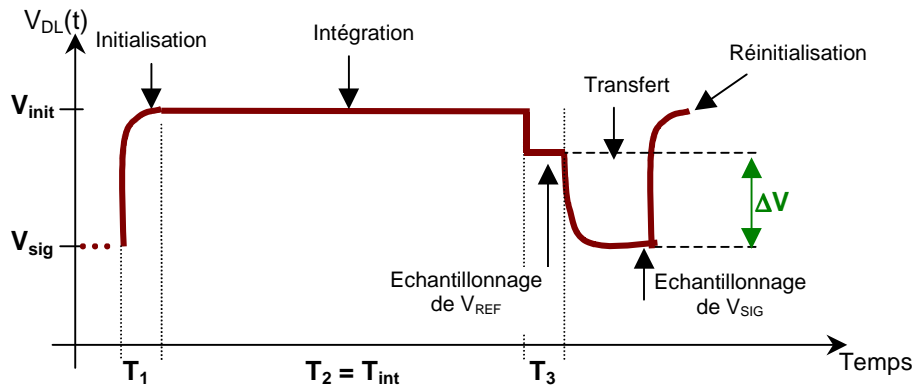 V_DL(t)
Initialisation
Intégration
Réinitialisation
Transfert
V_init
ΔV
V_sig
Echantillonnage
de V_REF
Echantillonnage
de V_SIG
Temps
T_1
T_2 = T_int
T_3